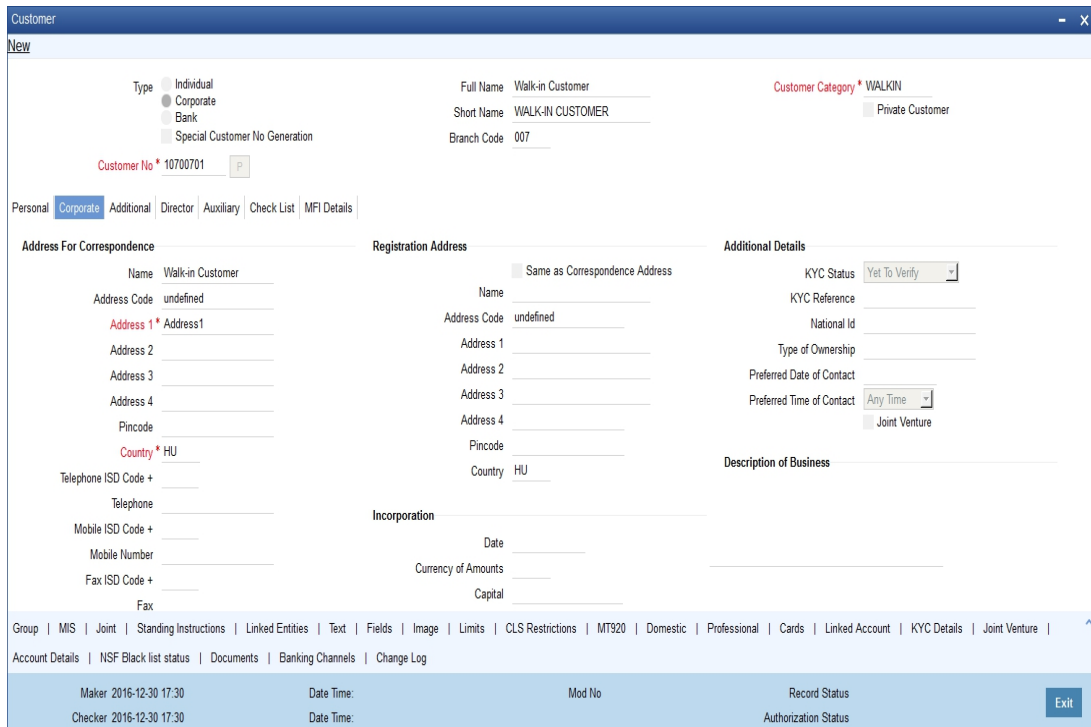 Customer - x
New
Type Individual
Corporate
Bank
Special Customer No Generation
Customer No * 10700701 P
Full Name Walk-in Customer
Short Name WALK-IN CUSTOMER
Branch Code 007
Customer Category * WALKIN
Private Customer
Personal Corporate Additional Director Auxiliary Check List MFI Details
Address For Correspondence
Name Walk-in Customer
Address Code undefined
Address 1 * Address1
Address 2
Address 3
Address 4
Pincode
Country * HU
Telephone ISD Code +
Telephone
Mobile ISD Code +
Mobile Number
Fax ISD Code +
Fax
Registration Address
Same as Correspondence Address
Name
Address Code undefined
Address 1
Address 2
Address 3
Address 4
Pincode
Country HU
Incorporation
Date
Currency of Amounts
Capital
Additional Details
KYC Status Yet To Verify
KYC Reference
National Id
Type of Ownership
Preferred Date of Contact
Preferred Time of Contact Any Time
Joint Venture
Description of Business
Group | MIS | Joint | Standing Instructions | Linked Entities | Text | Fields | Image | Limits | CLS Restrictions | MT920 | Domestic | Professional | Cards | Linked Account | KYC Details | Joint Venture |
Account Details | NSF Black list status | Documents | Banking Channels | Change Log
Maker 2016-12-30 17:30 Date Time: Mod No Record Status
Checker 2016-12-30 17:30 Date Time: Authorization Status
Exit